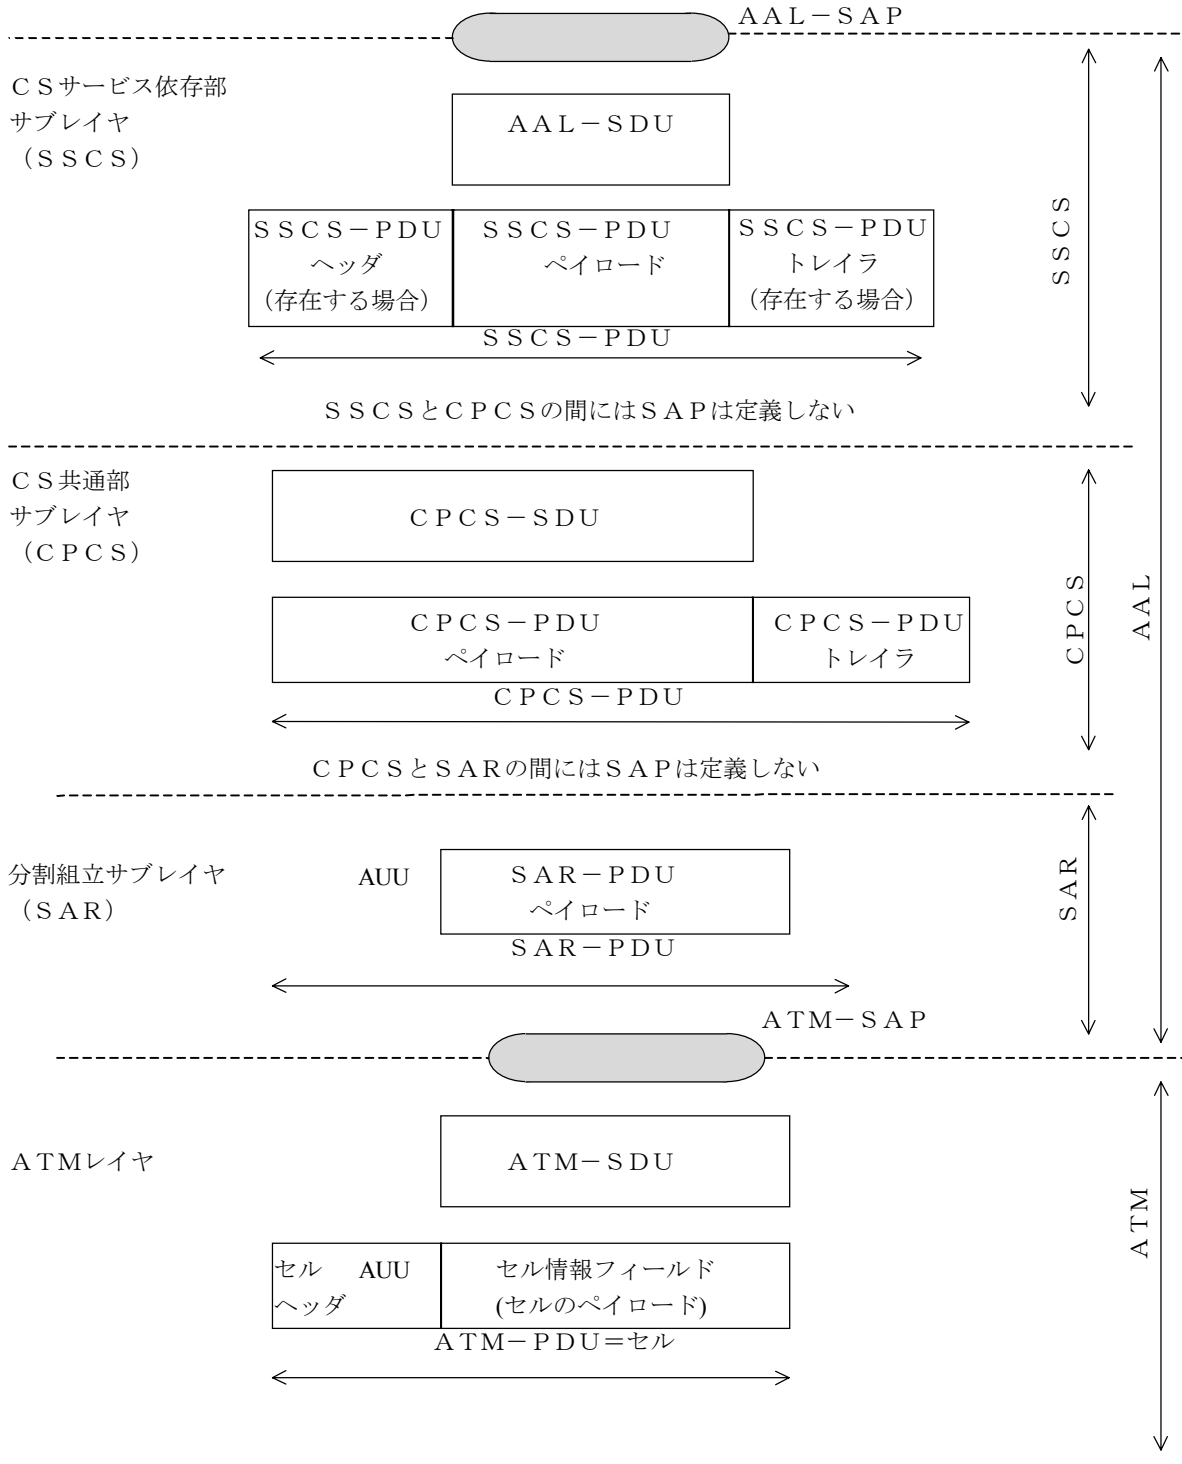 ＡＡＬ－ＳＡＰ
ＣＳサービス依存部
サブレイヤ
（ＳＳＣＳ）
ＡＡＬ－ＳＤＵ
ＳＳＣＳ
ＳＳＣＳ－ＰＤＵ
ヘッダ
（存在する場合）
ＳＳＣＳ－ＰＤＵ
ペイロード
ＳＳＣＳ－ＰＤＵ
トレイラ
（存在する場合）
ＳＳＣＳ－ＰＤＵ
ＳＳＣＳとＣＰＣＳの間にはＳＡＰは定義しない
ＣＳ共通部
サブレイヤ
（ＣＰＣＳ）
ＣＰＣＳ－ＳＤＵ
ＣＰＣＳ
ＡＡＬ
ＣＰＣＳ－ＰＤＵ
ペイロード
ＣＰＣＳ－ＰＤＵ
トレイラ
ＣＰＣＳ－ＰＤＵ
ＣＰＣＳとＳＡＲの間にはＳＡＰは定義しない
分割組立サブレイヤ
（ＳＡＲ）
AUU
ＳＡＲ－ＰＤＵ
ペイロード
ＳＡＲ
ＳＡＲ－ＰＤＵ
ＡＴＭ－ＳＡＰ
ＡＴＭレイヤ
ＡＴＭ－ＳＤＵ
ＡＴＭ
セル AUU
ヘッダ
セル情報フィールド
(セルのペイロード)
ＡＴＭ－ＰＤＵ＝セル